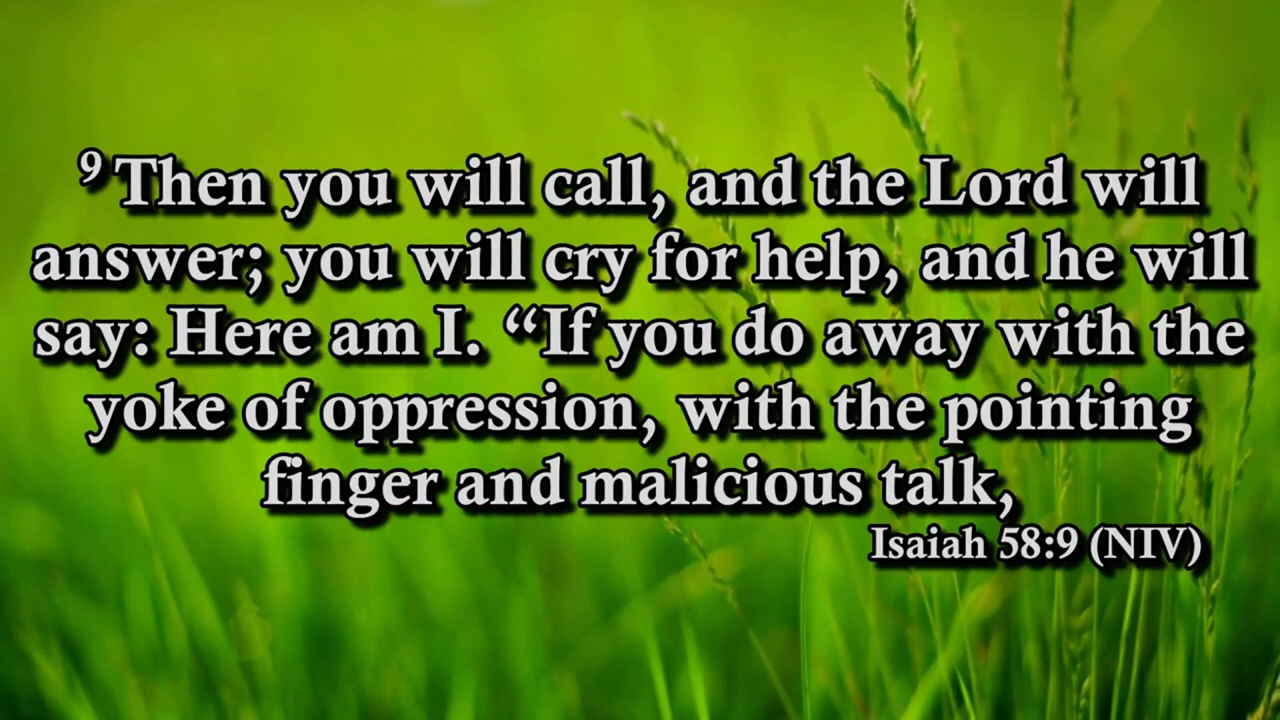 ⁹ Then you will call, and the Lord will
answer; you will cry for help, and he will
say: Here am I. “If you do away with the
yoke of oppression, with the pointing
finger and malicious talk,
Isaiah 58:9 (NIV)